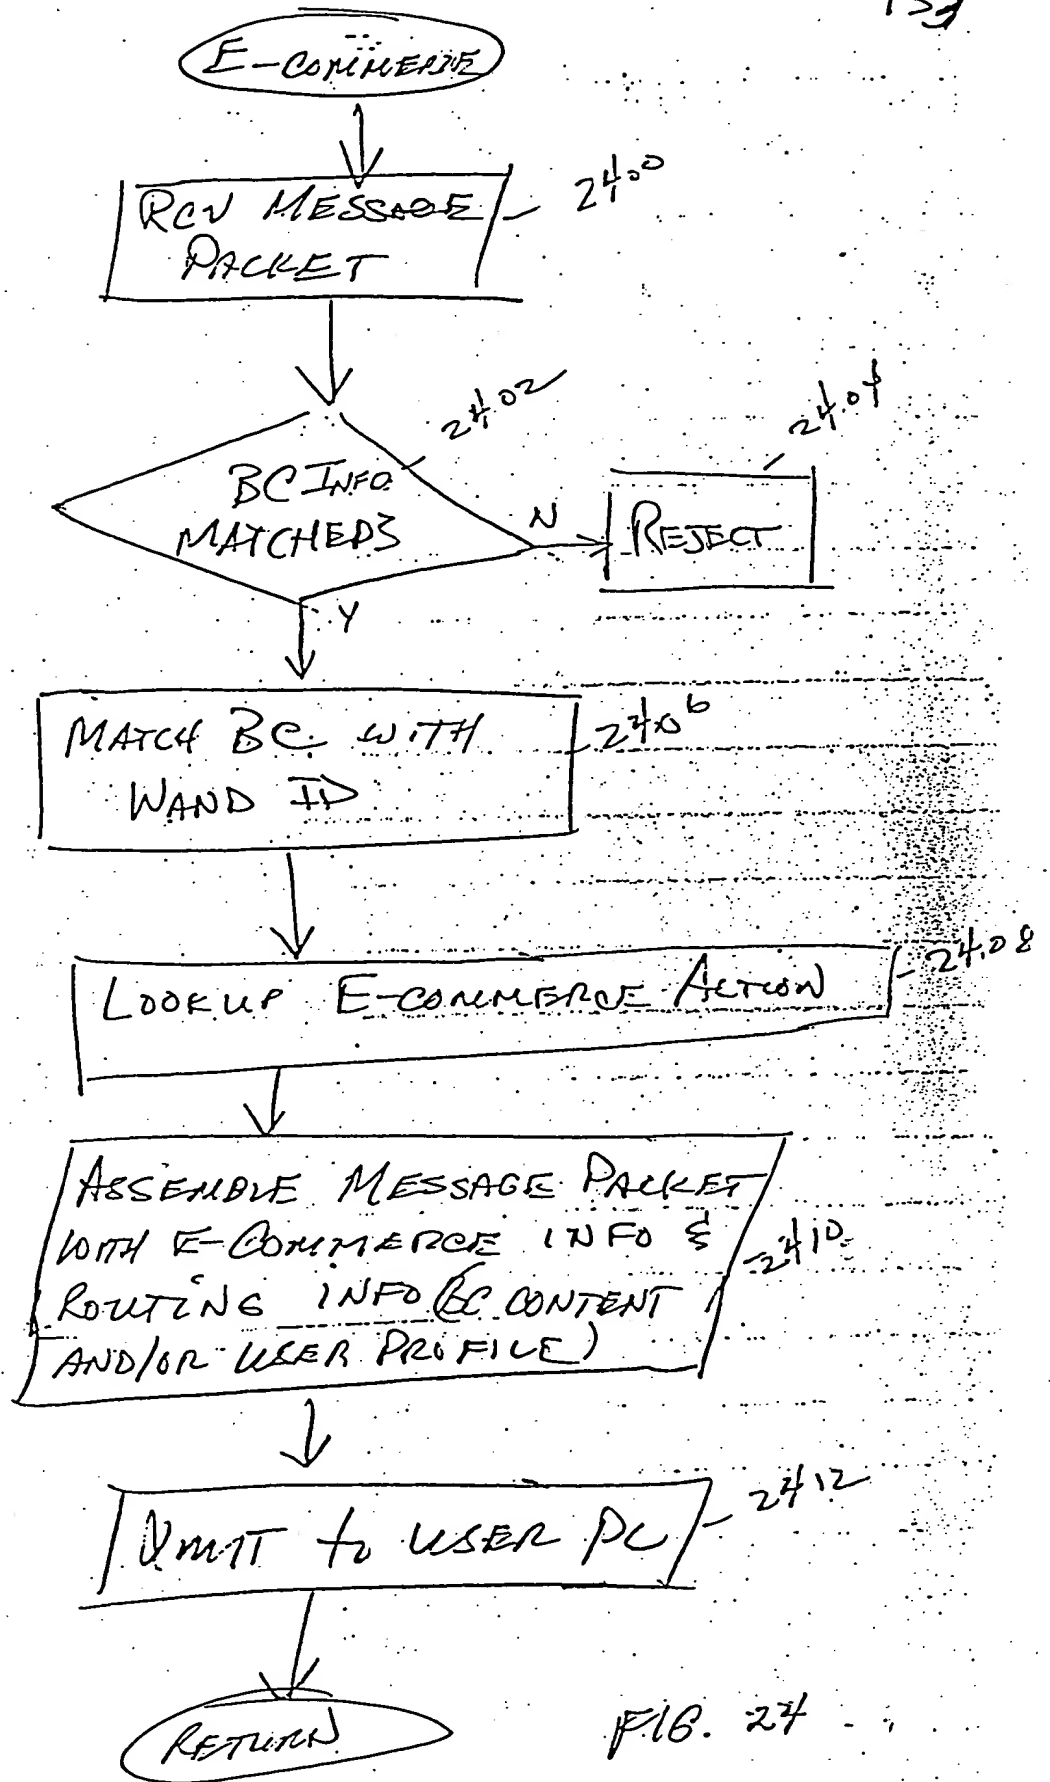 E-COMMERCE
RCV MESSAGE
PACKET
2400
BC INFO
MATCHED?
2402
N
REJECT
2404
Y
MATCH BC WITH
WAND ID
2406
LOOKUP E-COMMERCE ACTION
2408
ASSEMBLE MESSAGE PACKET
WITH E-COMMERCE INFO &
ROUTING INFO (BC CONTENT
AND/OR USER PROFILE)
2410
XMIT to USER PC
2412
RETURN
FIG. 24